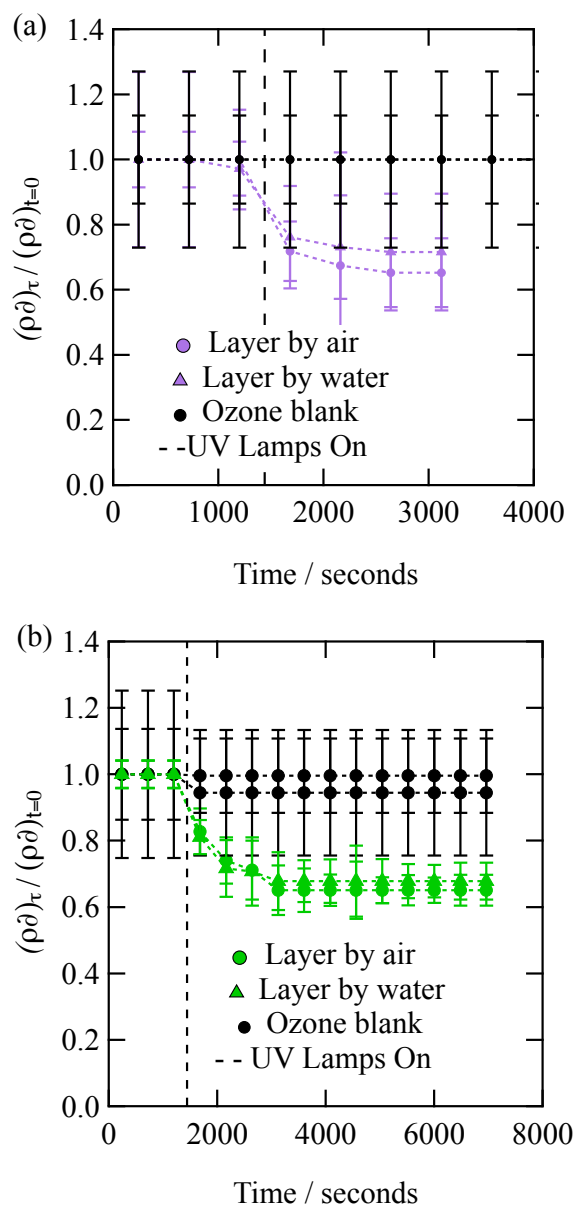 (a)
1.4
1.2
1.0
0.8
0.6
0.4
0.2
0.0
(ρ∂)τ / (ρ∂)t=0
Layer by air
Layer by water
Ozone blank
UV Lamps On
0 1000 2000 3000 4000
Time / seconds
(b)
1.4
1.2
1.0
0.8
0.6
0.4
0.2
0.0
(ρ∂)τ / (ρ∂)t=0
Layer by air
Layer by water
Ozone blank
UV Lamps On
0 2000 4000 6000 8000
Time / seconds